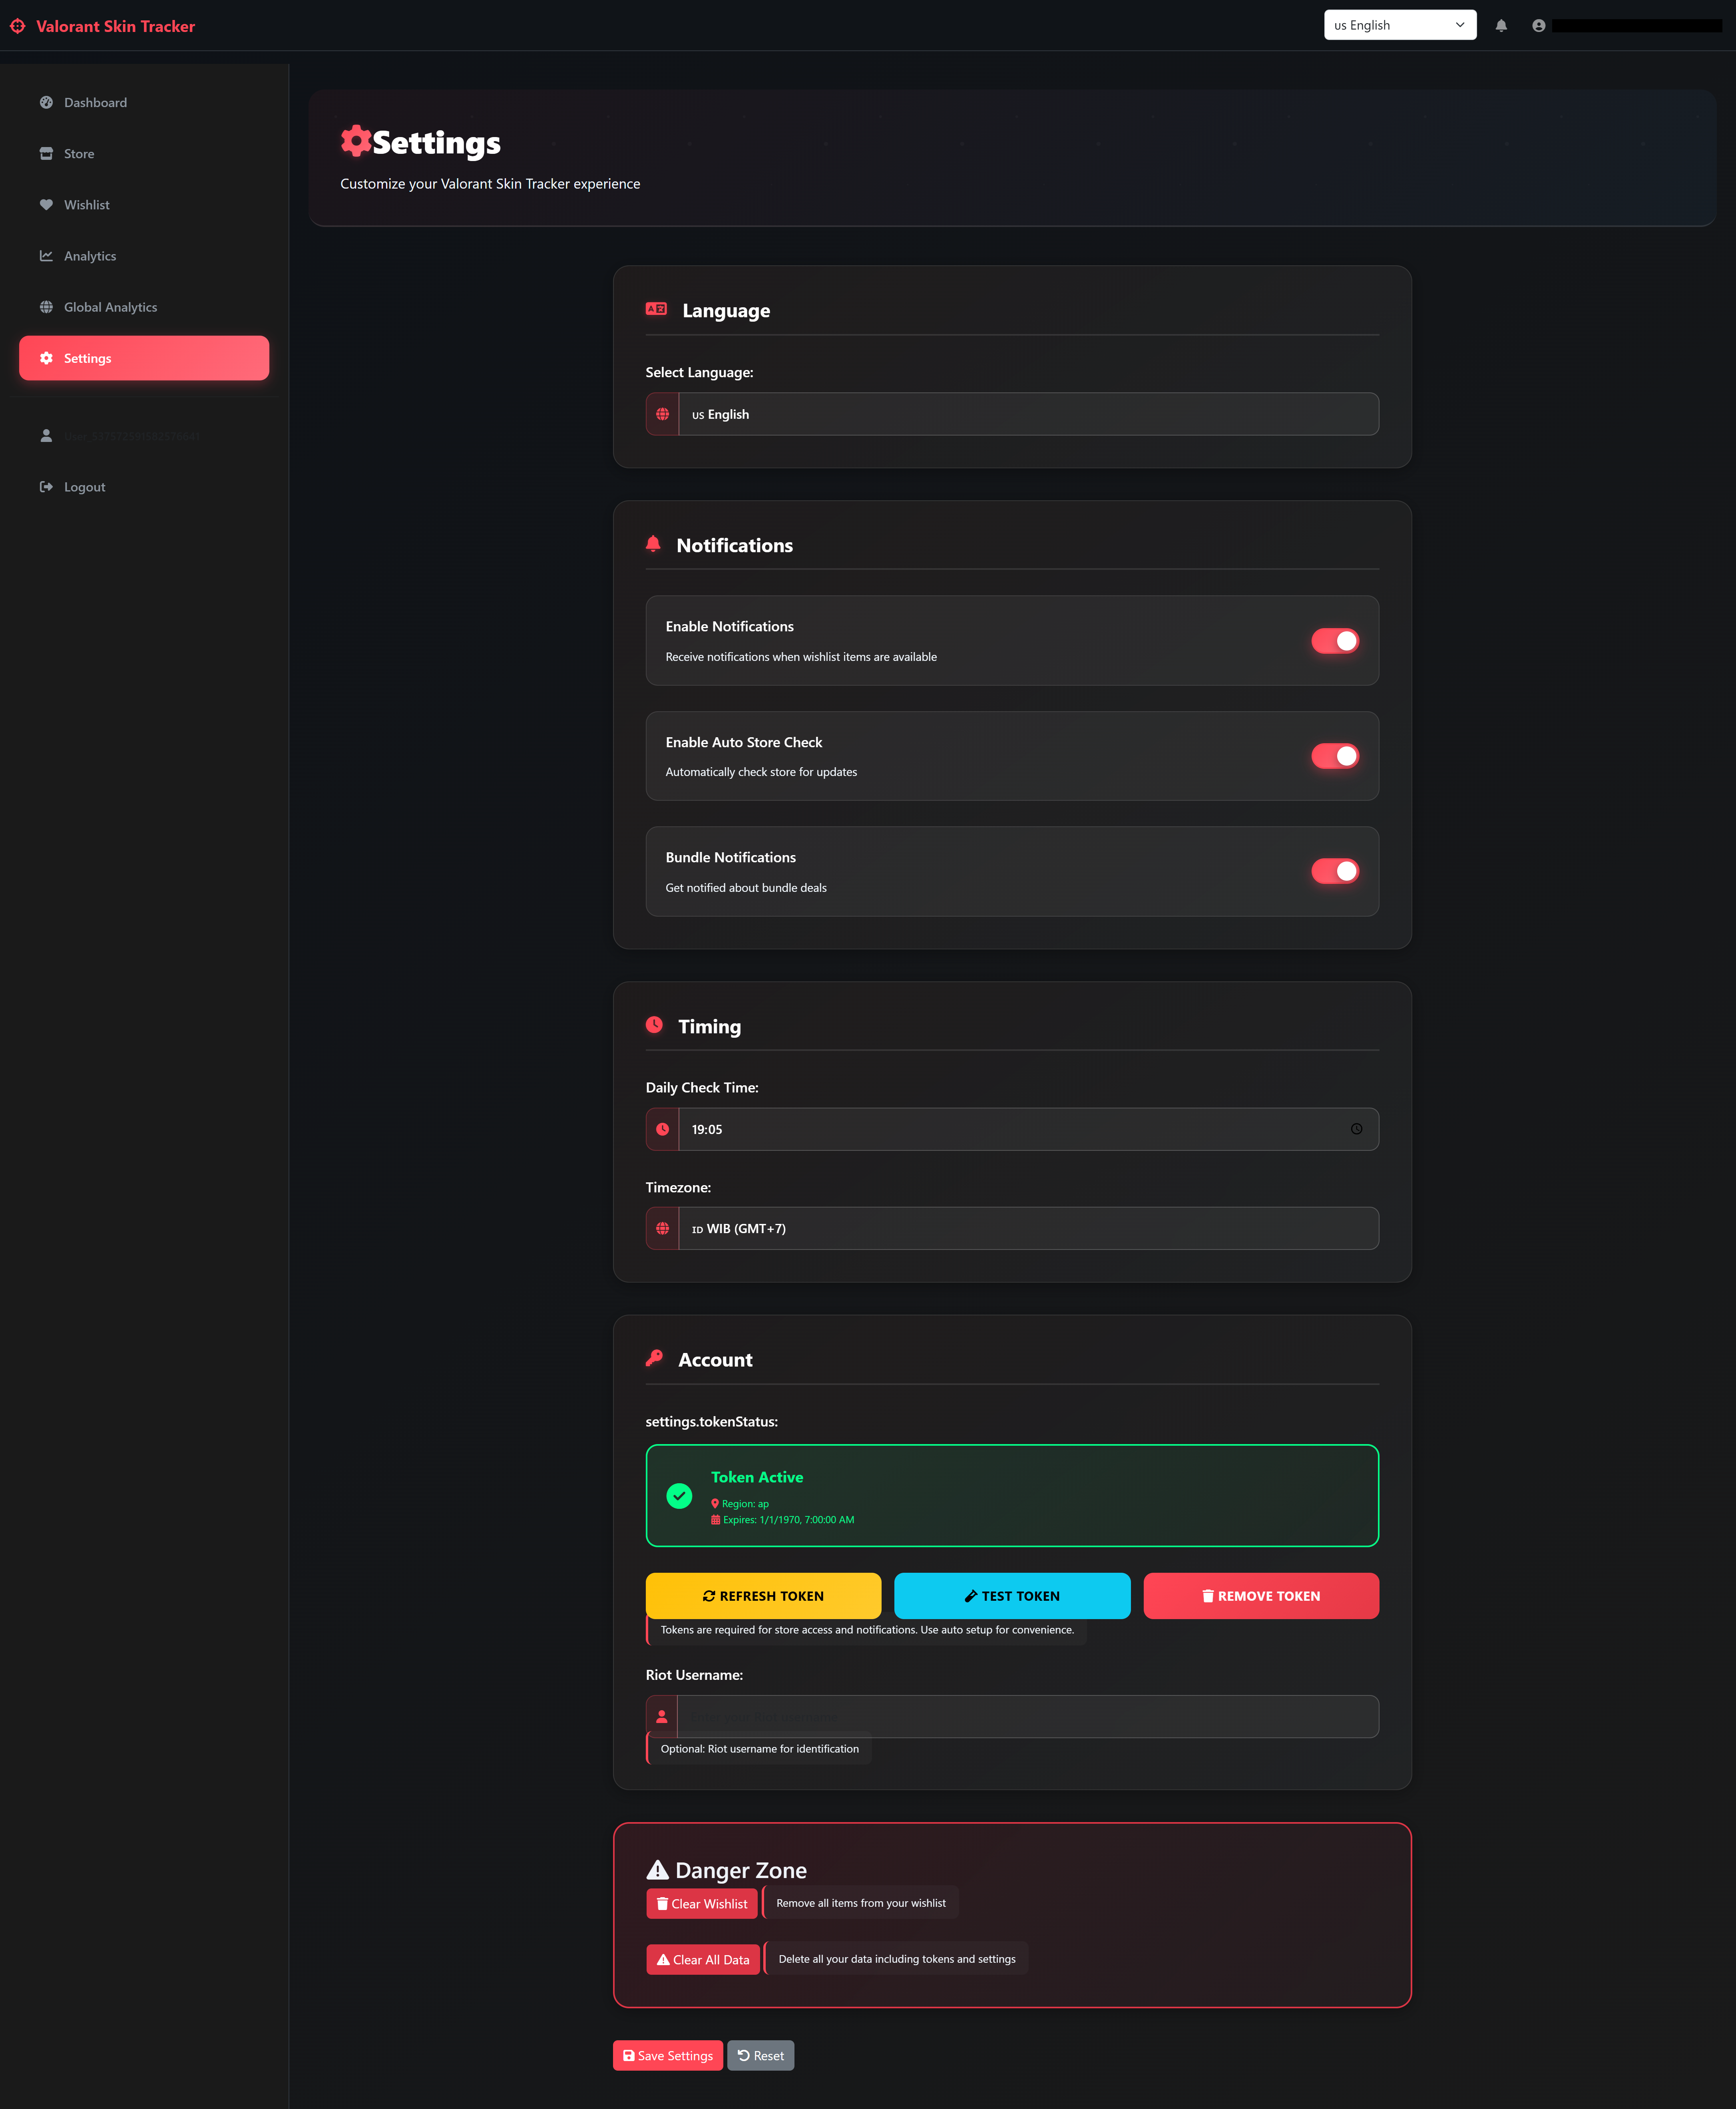 Valorant Skin Tracker
us English
Dashboard
Store
Wishlist
Analytics
Global Analytics
Settings
Logout
Settings
Customize your Valorant Skin Tracker experience
Language
Select Language:
us English
Notifications
Enable Notifications
Receive notifications when wishlist items are available
Enable Auto Store Check
Automatically check store for updates
Bundle Notifications
Get notified about bundle deals
Timing
Daily Check Time:
19:05
Timezone:
ID WIB (GMT+7)
Account
settings.tokenStatus:
Token Active
Region: ap
Expires: 1/1/1970, 7:00:00 AM
REFRESH TOKEN
TEST TOKEN
REMOVE TOKEN
Tokens are required for store access and notifications. Use auto setup for convenience.
Riot Username:
Optional: Riot username for identification
Danger Zone
Clear Wishlist
Remove all items from your wishlist
Clear All Data
Delete all your data including tokens and settings
Save Settings
Reset